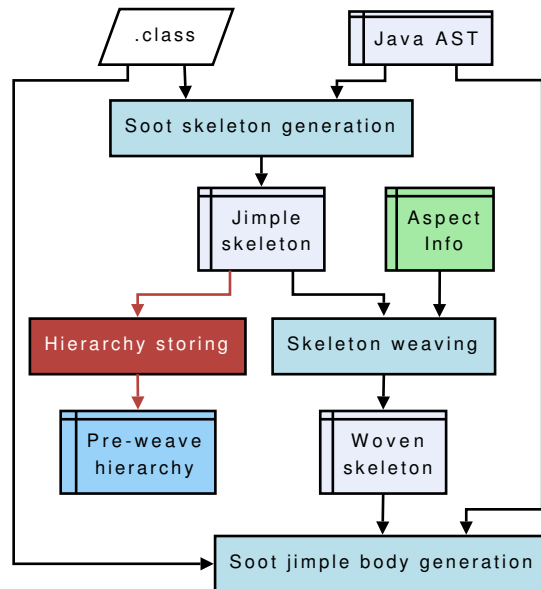 .class
Java AST
Soot skeleton generation
Jimple
skeleton
Aspect
Info
Hierarchy storing
Skeleton weaving
Pre-weave
hierarchy
Woven
skeleton
Soot jimple body generation